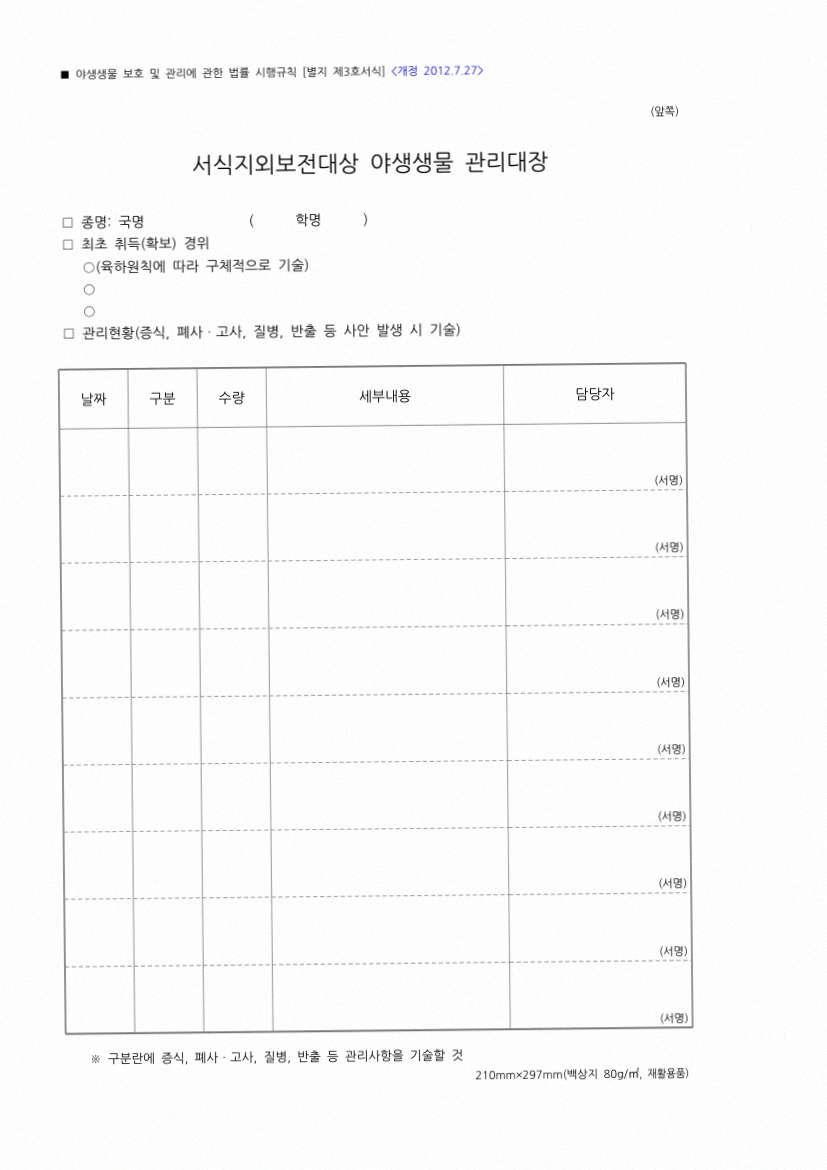 ■ 야생생물 보호 및 관리에 관한 법률 시행규칙 [별지 제3호서식] <개정 2012.7.27>
(앞쪽)
서식지외보전대상 야생생물 관리대장
□ 종명: 국명 ( 학명 )
□ 최초 취득(확보) 경위
○(육하원칙에 따라 구체적으로 기술)
○
○
□ 관리현황(증식, 폐사ㆍ고사, 질병, 반출 등 사안 발생 시 기술)
날짜 구분 수량 세부내용 담당자
(서명)
(서명)
(서명)
(서명)
(서명)
(서명)
(서명)
(서명)
(서명)
※ 구분란에 증식, 폐사ㆍ고사, 질병, 반출 등 관리사항을 기술할 것
210mm×297mm(백상지 80g/㎡, 재활용품)